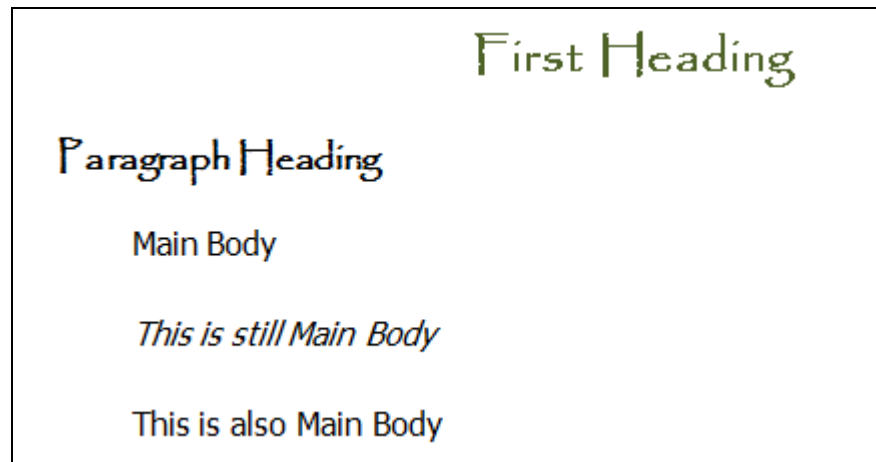 First Heading
Paragraph Heading
Main Body
This is still Main Body
This is also Main Body